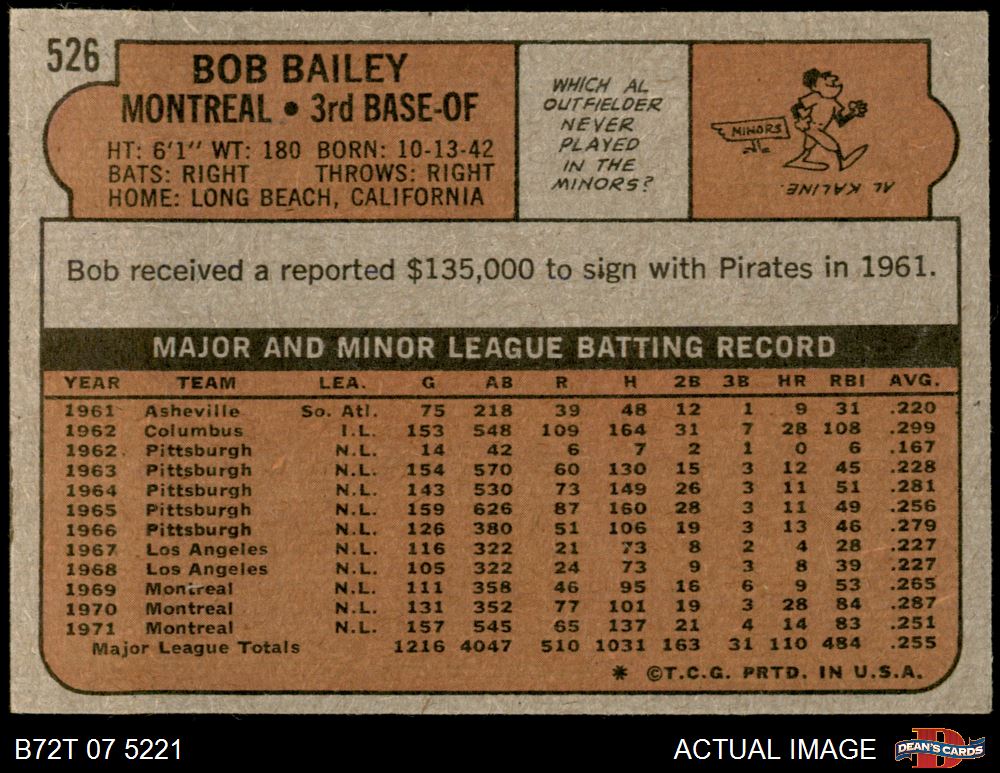 526
BOB BAILEY
MONTREAL • 3rd BASE-OF
HT: 6'1" WT: 180 BORN: 10-13-42
BATS: RIGHT THROWS: RIGHT
HOME: LONG BEACH, CALIFORNIA
WHICH AL
OUTFIELDER
NEVER
PLAYED
IN THE
MINORS?
MINORS
AL KALINE.
Bob received a reported $135,000 to sign with Pirates in 1961.
MAJOR AND MINOR LEAGUE BATTING RECORD
YEAR TEAM LEA. G AB R H 2B 3B HR RBI AVG.
1961 Asheville So. Atl. 75 218 39 48 12 1 9 31 .220
1962 Columbus I.L. 153 548 109 164 31 7 28 108 .299
1962 Pittsburgh N.L. 14 42 6 7 2 1 0 6 .167
1963 Pittsburgh N.L. 154 570 60 130 15 3 12 45 .228
1964 Pittsburgh N.L. 143 530 73 149 26 3 11 51 .281
1965 Pittsburgh N.L. 159 626 87 160 28 3 11 49 .256
1966 Pittsburgh N.L. 126 380 51 106 19 3 13 46 .279
1967 Los Angeles N.L. 116 322 21 73 8 2 4 28 .227
1968 Los Angeles N.L. 105 322 24 73 9 3 8 39 .227
1969 Montreal N.L. 111 358 46 95 16 6 9 53 .265
1970 Montreal N.L. 131 352 77 101 19 3 28 84 .287
1971 Montreal N.L. 157 545 65 137 21 4 14 83 .251
Major League Totals 1216 4047 510 1031 163 31 110 484 .255
* ©T.C.G. PRTD. IN U.S.A.
B72T 07 5221
ACTUAL IMAGE
D
DEAN'S CARDS